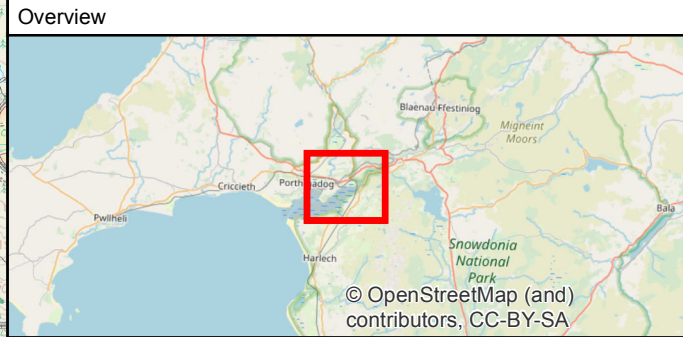 Overview
Blaenau Ffestiniog
Migneint
Moors
Criccieth
Porthmadog
Pwllheli
Bala
Harlech
Snowdonia
National
Park
© OpenStreetMap (and)
contributors, CC-BY-SA